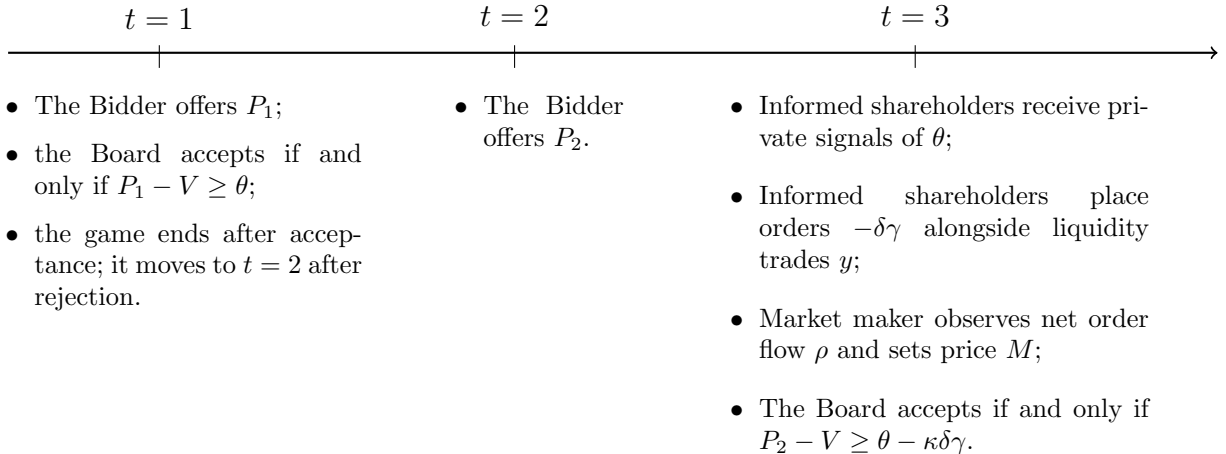 t = 1
t = 2
t = 3
• The Bidder offers P₁;
• the Board accepts if and
only if P₁ − V ≥ θ;
• the game ends after accep-
tance; it moves to t = 2 after
rejection.
• The Bidder
offers P₂.
• Informed shareholders receive pri-
vate signals of θ;
• Informed shareholders place
orders −δγ alongside liquidity
trades y;
• Market maker observes net order
flow ρ and sets price M;
• The Board accepts if and only if
P₂ − V ≥ θ − κδγ.